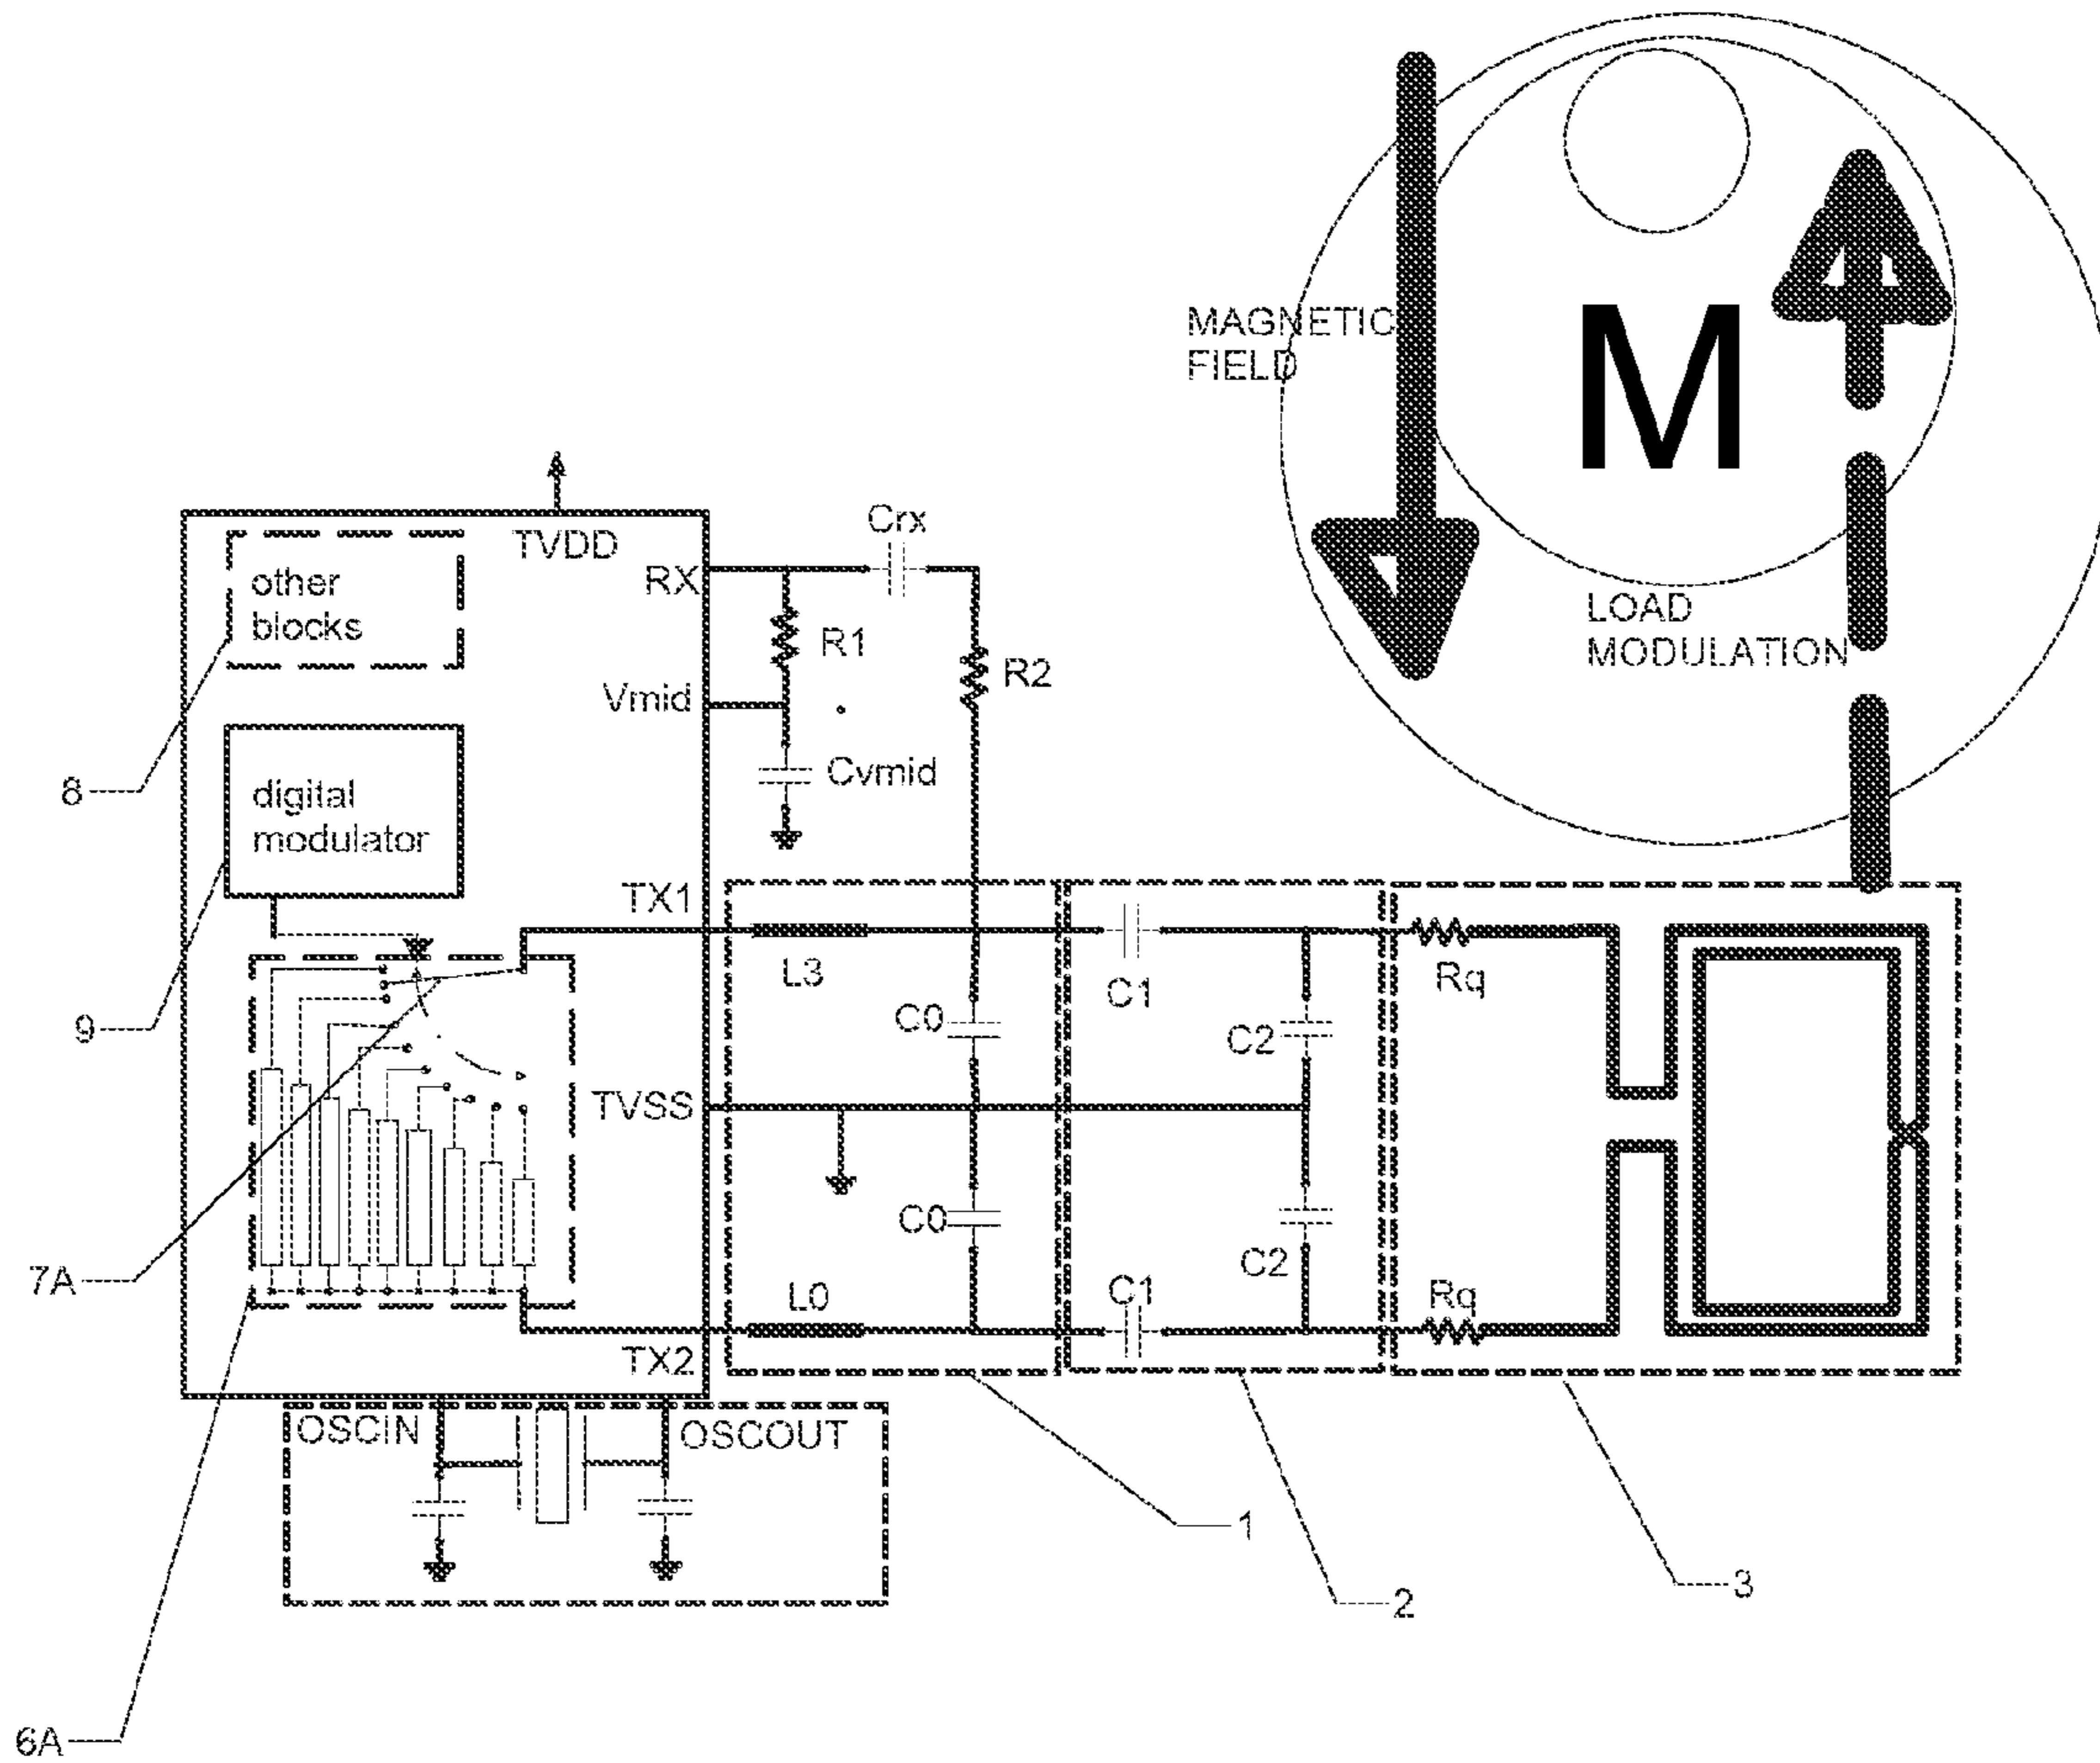 MAGNETIC
FIELD
M
LOAD
MODULATION
TVDD
other
blocks
RX
Crx
R1
R2
Vmid
Cvmid
8
digital
modulator
TX1
L3
C1
Rq
C0
C2
9
TVSS
C0
C2
7A
L0
C1
Rq
TX2
OSCIN
OSCOUT
1
2
3
6A